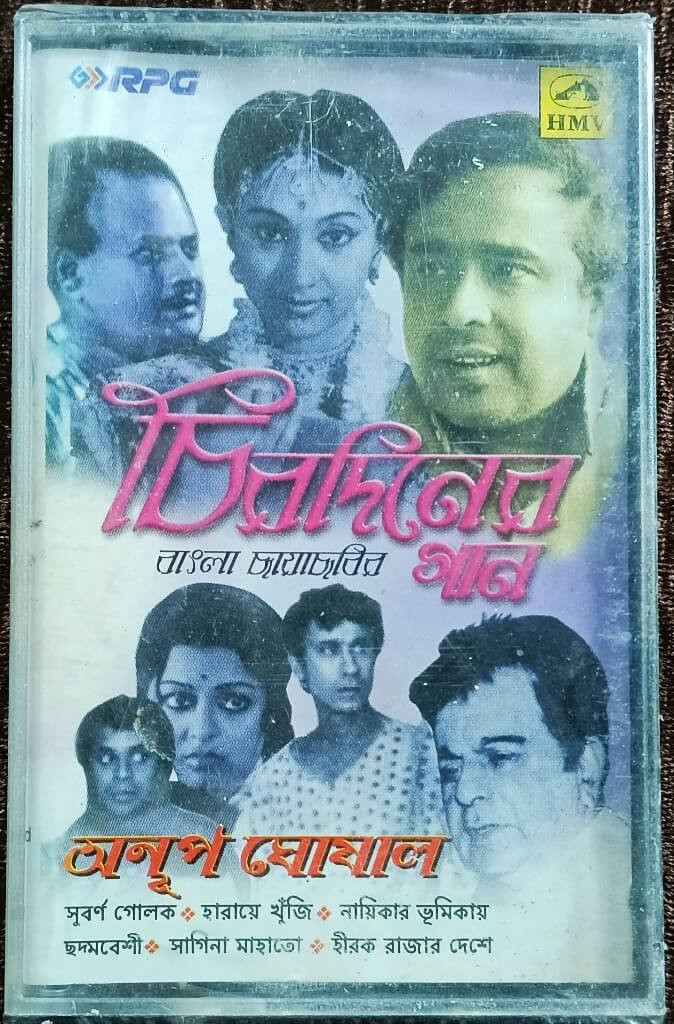 RPG
HMV
চিরদিনের
বাংলা ছায়াছবির গান
অনূপ ঘোষাল
সুবর্ণ গোলক ❖ হারায়ে খুঁজি ❖ নায়িকার ভূমিকায়
ছদ্মবেশী ❖ সাগিনা মাহাতো ❖ হীরক রাজার দেশে